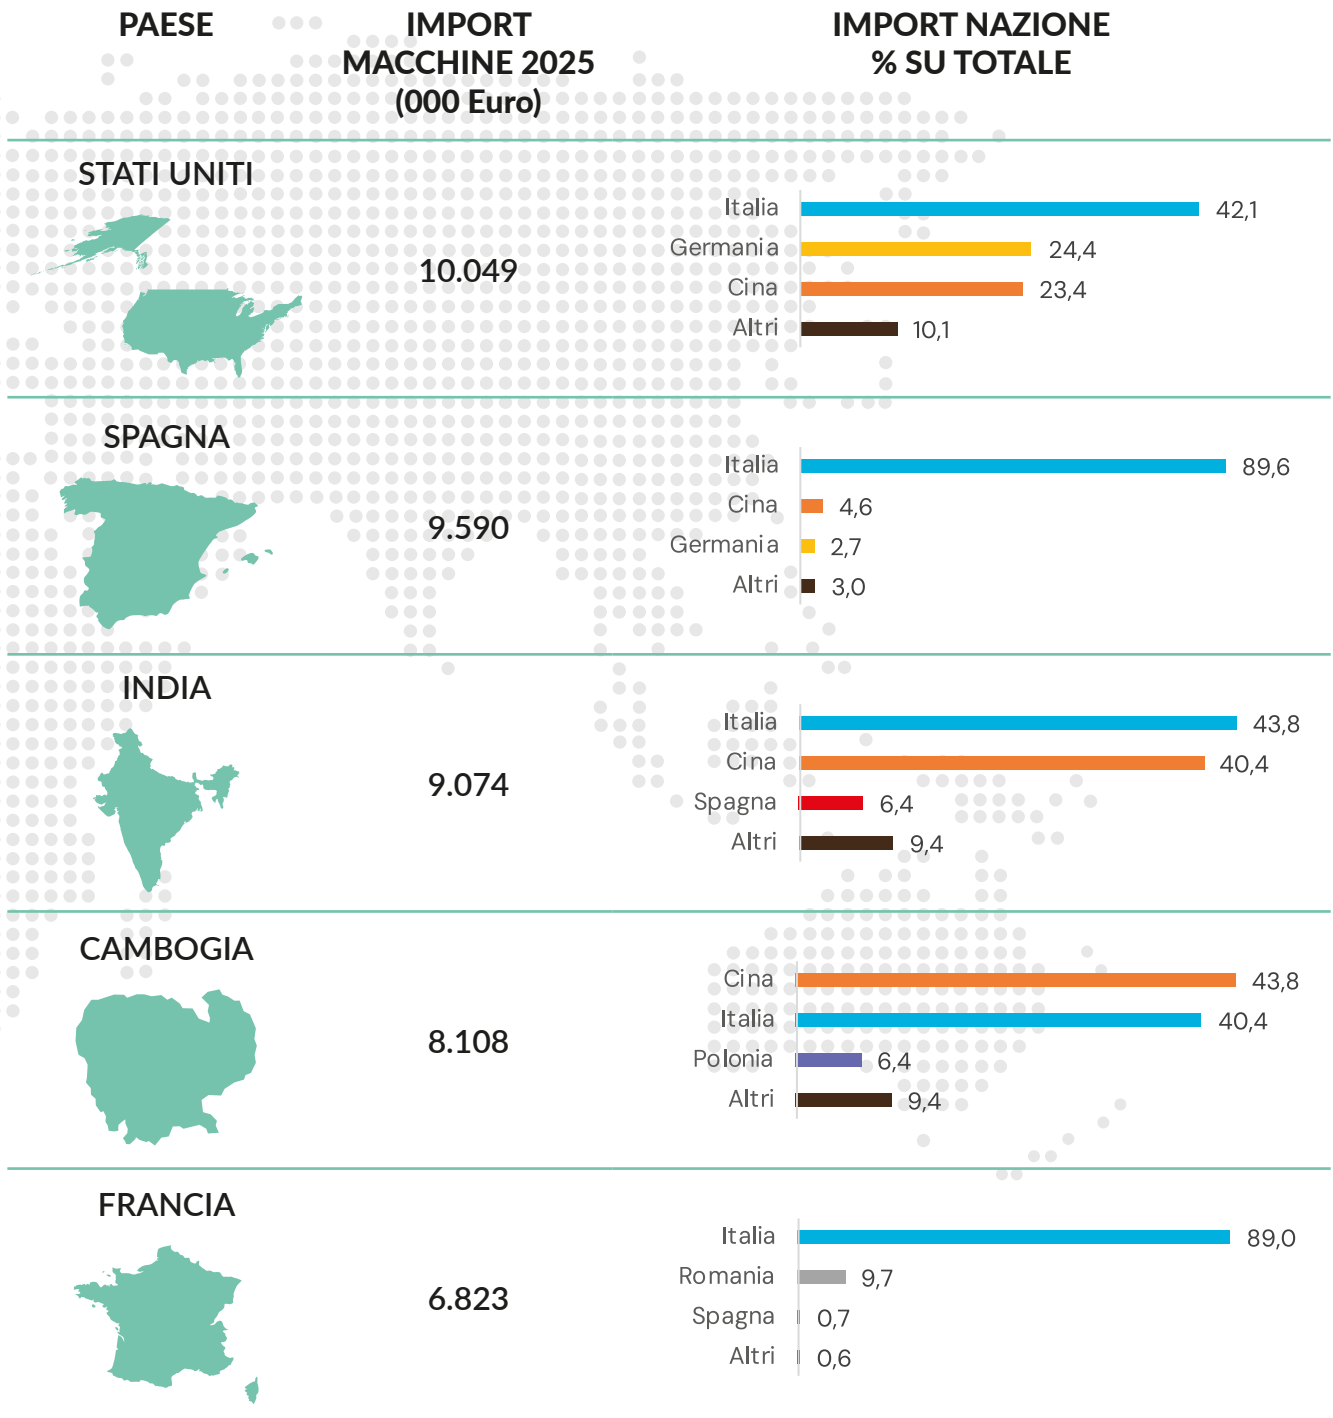 PAESE
IMPORT
MACCHINE 2025
(000 Euro)
IMPORT NAZIONE
% SU TOTALE
STATI UNITI
10.049
Italia 42,1
Germania 24,4
Cina 23,4
Altri 10,1
SPAGNA
9.590
Italia 89,6
Cina 4,6
Germania 2,7
Altri 3,0
INDIA
9.074
Italia 43,8
Cina 40,4
Spagna 6,4
Altri 9,4
CAMBOGIA
8.108
Cina 43,8
Italia 40,4
Polonia 6,4
Altri 9,4
FRANCIA
6.823
Italia 89,0
Romania 9,7
Spagna 0,7
Altri 0,6